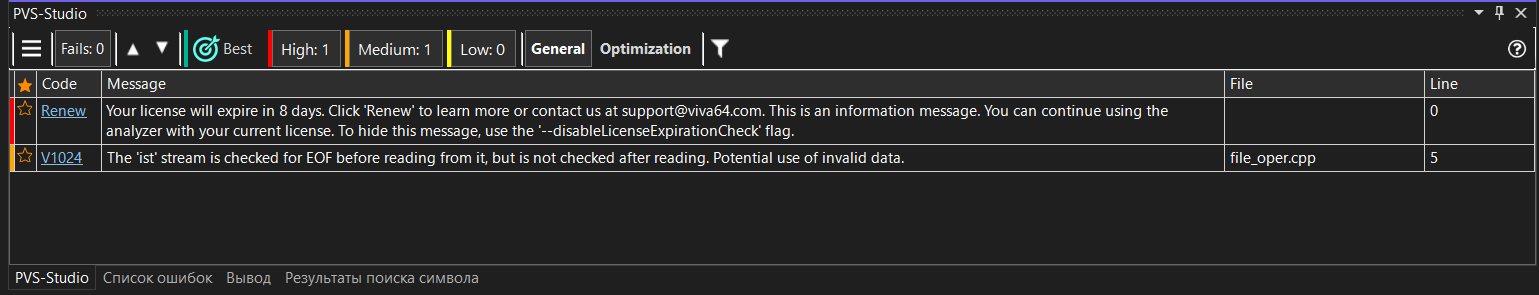 PVS-Studio
Fails: 0
Best
High: 1
Medium: 1
Low: 0
General
Optimization
Code Message File Line
Renew Your license will expire in 8 days. Click 'Renew' to learn more or contact us at support@viva64.com. This is an information message. You can continue using the 0
analyzer with your current license. To hide this message, use the '--disableLicenseExpirationCheck' flag.
V1024 The 'ist' stream is checked for EOF before reading from it, but is not checked after reading. Potential use of invalid data. file_oper.cpp 5
PVS-Studio Список ошибок Вывод Результаты поиска символа